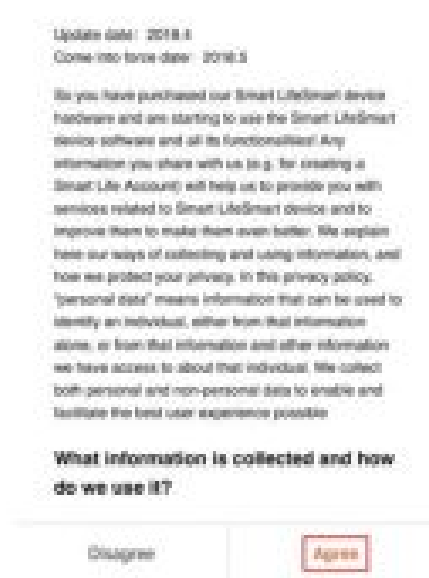 Update date: 2018.4
Come into force date: 2018.5
So you have purchased our Smart LifeSmart device
hardware and are starting to use the Smart LifeSmart
device software and all its functionalities! Any
information you share with us (e.g. for creating a
Smart Life Account) will help us to provide you with
services related to Smart LifeSmart device and to
improve them to make them even better. We explain
here our ways of collecting and using information, and
how we protect your privacy. In this privacy policy,
"personal data" means information that can be used to
identify an individual, either from that information
alone, or from that information and other information
we have access to about that individual. We collect
both personal and non-personal data to enable and
facilitate the best user experience possible
What information is collected and how
do we use it?
Disagree
Agree